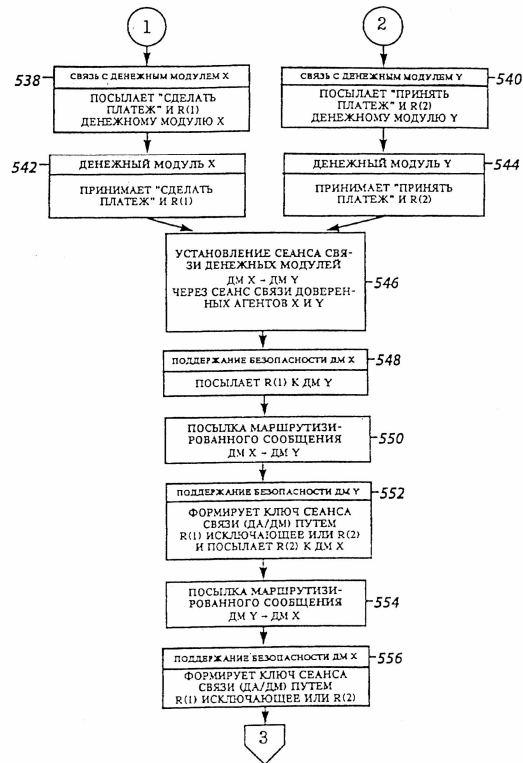 1
2
538
СВЯЗЬ С ДЕНЕЖНЫМ МОДУЛЕМ X
ПОСЫЛАЕТ "СДЕЛАТЬ
ПЛАТЕЖ" И R(1)
ДЕНЕЖНОМУ МОДУЛЮ X
СВЯЗЬ С ДЕНЕЖНЫМ МОДУЛЕМ Y
540
ПОСЫЛАЕТ "ПРИНЯТЬ
ПЛАТЕЖ" И R(2)
ДЕНЕЖНОМУ МОДУЛЮ Y
542
ДЕНЕЖНЫЙ МОДУЛЬ X
ПРИНИМАЕТ "СДЕЛАТЬ
ПЛАТЕЖ" И R(1)
ДЕНЕЖНЫЙ МОДУЛЬ Y
544
ПРИНИМАЕТ "ПРИНЯТЬ
ПЛАТЕЖ" И R(2)
УСТАНОВЛЕНИЕ СЕАНСА СВЯ-
ЗИ ДЕНЕЖНЫХ МОДУЛЕЙ
ДМ X - ДМ Y
ЧЕРЕЗ СЕАНС СВЯЗИ ДОВЕРЕН-
НЫХ АГЕНТОВ X И Y
546
ПОДДЕРЖАНИЕ БЕЗОПАСНОСТИ ДМ X
548
ПОСЫЛАЕТ R(1) К ДМ Y
ПОСЫЛКА МАРШРУТИЗИ-
РОВАННОГО СООБЩЕНИЯ
ДМ X - ДМ Y
550
ПОДДЕРЖАНИЕ БЕЗОПАСНОСТИ ДМ Y
552
ФОРМИРУЕТ КЛЮЧ СЕАНСА
СВЯЗИ (ДА/ДМ) ПУТЕМ
R(1) ИСКЛЮЧАЮЩЕЕ ИЛИ R(2)
И ПОСЫЛАЕТ R(2) К ДМ X
ПОСЫЛКА МАРШРУТИЗИ-
РОВАННОГО СООБЩЕНИЯ
ДМ Y - ДМ X
554
ПОДДЕРЖАНИЕ БЕЗОПАСНОСТИ ДМ X
556
ФОРМИРУЕТ КЛЮЧ СЕАНСА
СВЯЗИ (ДА/ДМ) ПУТЕМ
R(1) ИСКЛЮЧАЮЩЕЕ ИЛИ R(2)
3